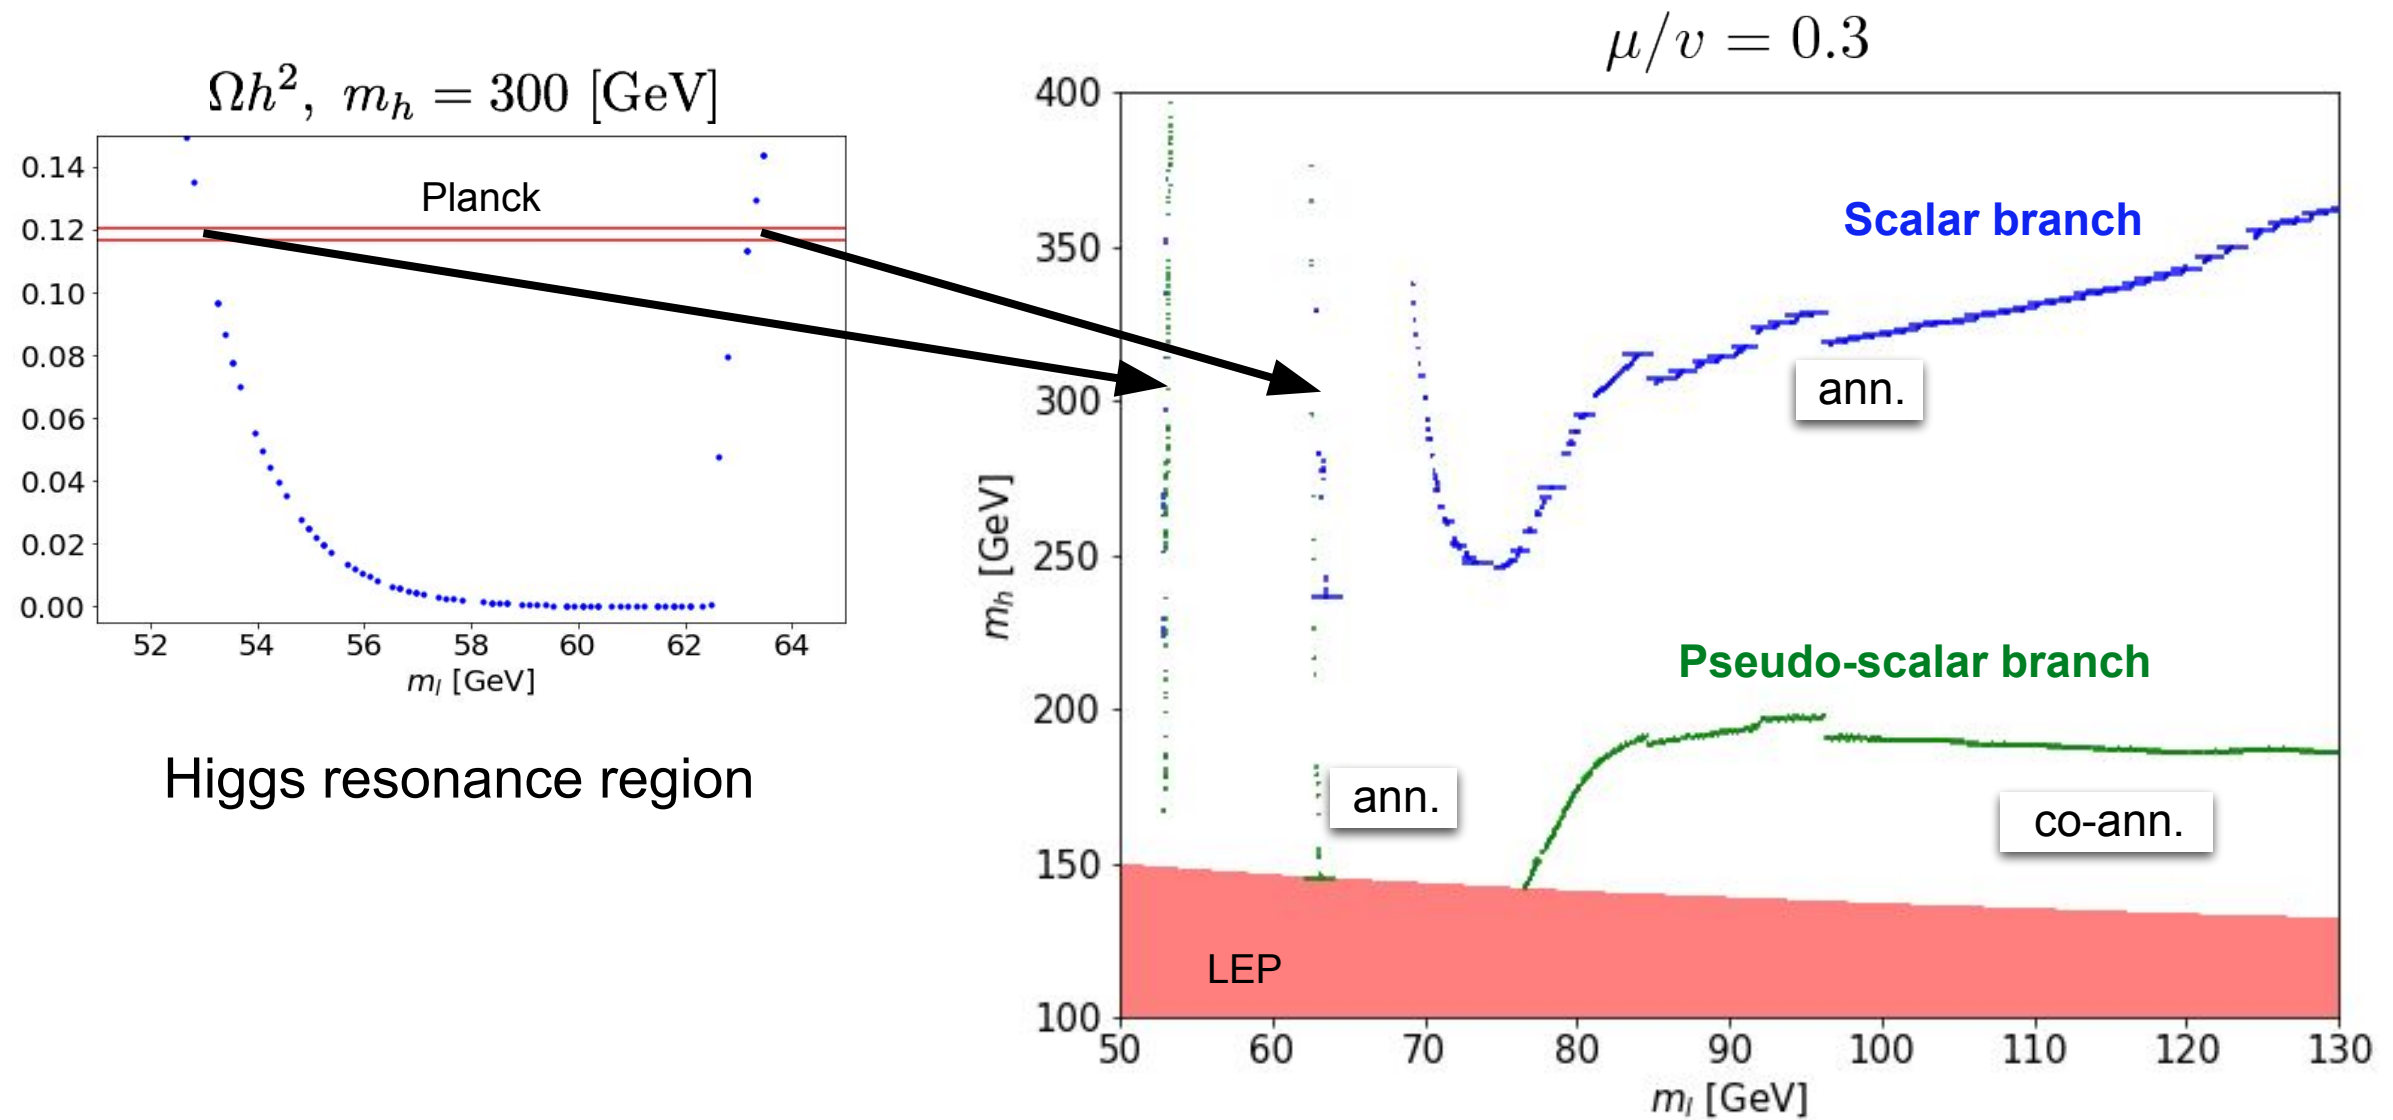 Ωh², m_h = 300 [GeV]
0.14
0.12
0.10
0.08
0.06
0.04
0.02
0.00
Planck
52 54 56 58 60 62 64
m_l [GeV]
Higgs resonance region
μ/v = 0.3
400
350
300
250
200
150
100
m_h [GeV]
Scalar branch
ann.
Pseudo-scalar branch
ann.
co-ann.
LEP
50 60 70 80 90 100 110 120 130
m_l [GeV]